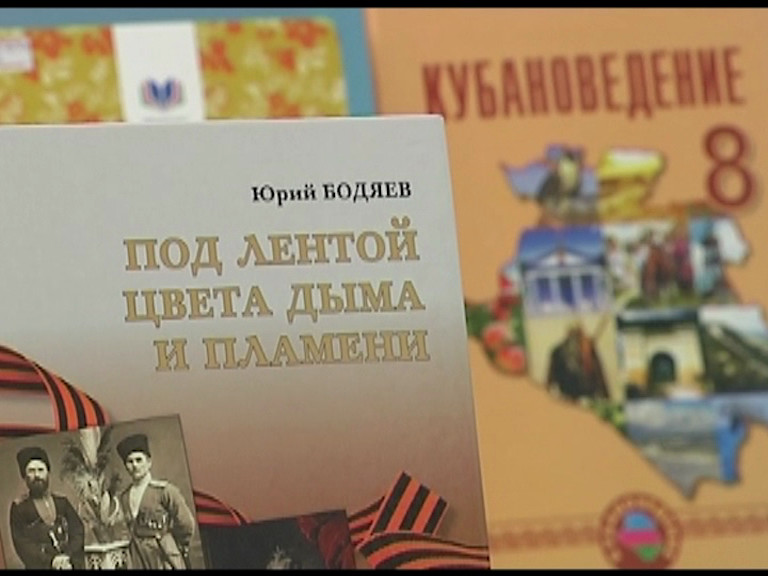 Юрий БОДЯЕВ
ПОД ЛЕНТОЙ
ЦВЕТА ДЫМА
И ПЛАМЕНИ
КУБАНОВЕДЕНИЕ
8